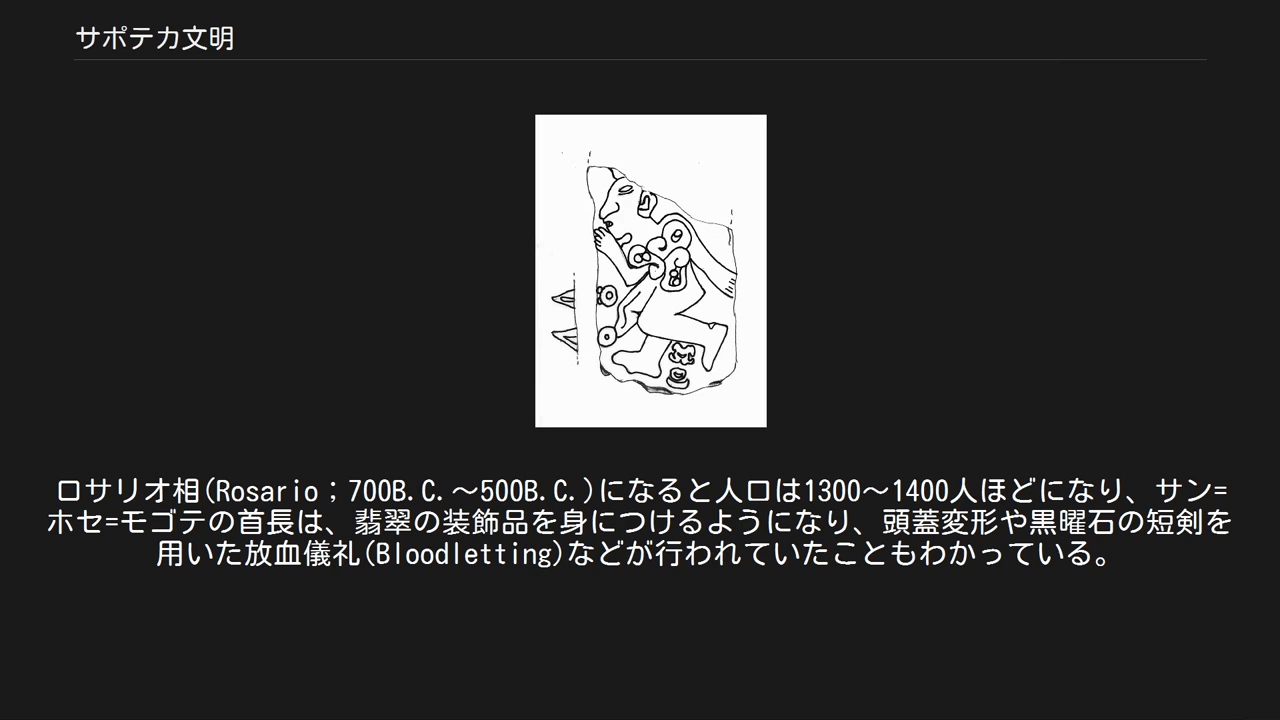 サポテカ文明
ロサリオ相(Rosario；700B.C.～500B.C.)になると人口は1300～1400人ほどになり、サン=
ホセ=モゴテの首長は、翡翠の装飾品を身につけるようになり、頭蓋変形や黒曜石の短剣を
用いた放血儀礼(Bloodletting)などが行われていたこともわかっている。